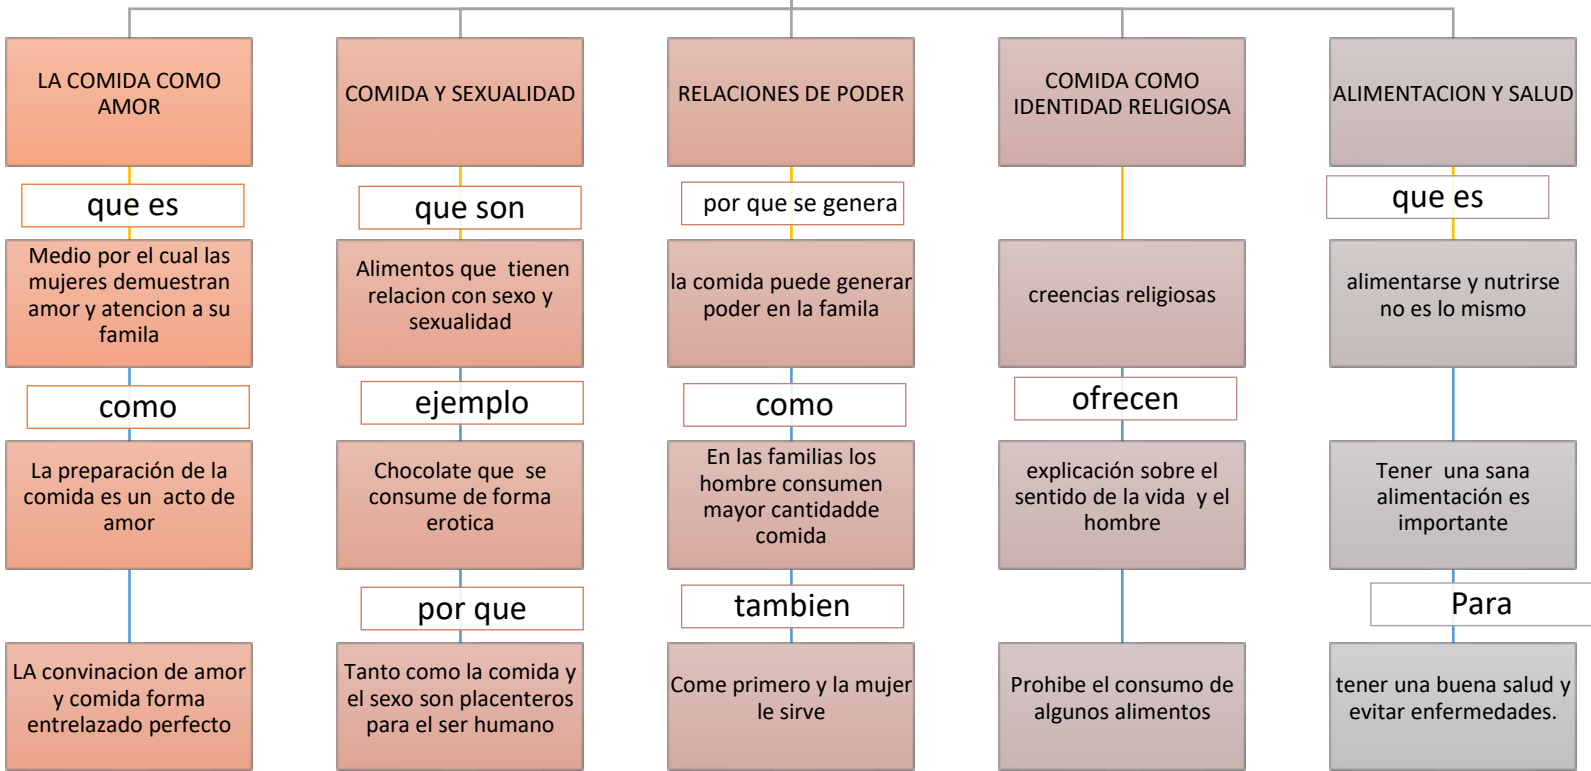 LA COMIDA COMO
AMOR
que es
Medio por el cual las
mujeres demuestran
amor y atencion a su
famila
como
La preparación de la
comida es un acto de
amor
LA convinacion de amor
y comida forma
entrelazado perfecto
COMIDA Y SEXUALIDAD
que son
Alimentos que tienen
relacion con sexo y
sexualidad
ejemplo
Chocolate que se
consume de forma
erotica
por que
Tanto como la comida y
el sexo son placenteros
para el ser humano
RELACIONES DE PODER
por que se genera
la comida puede generar
poder en la famila
como
En las familias los
hombre consumen
mayor cantidadde
comida
tambien
Come primero y la mujer
le sirve
COMIDA COMO
IDENTIDAD RELIGIOSA
creencias religiosas
ofrecen
explicación sobre el
sentido de la vida y el
hombre
Prohibe el consumo de
algunos alimentos
ALIMENTACION Y SALUD
que es
alimentarse y nutrirse
no es lo mismo
Tener una sana
alimentación es
importante
Para
tener una buena salud y
evitar enfermedades.